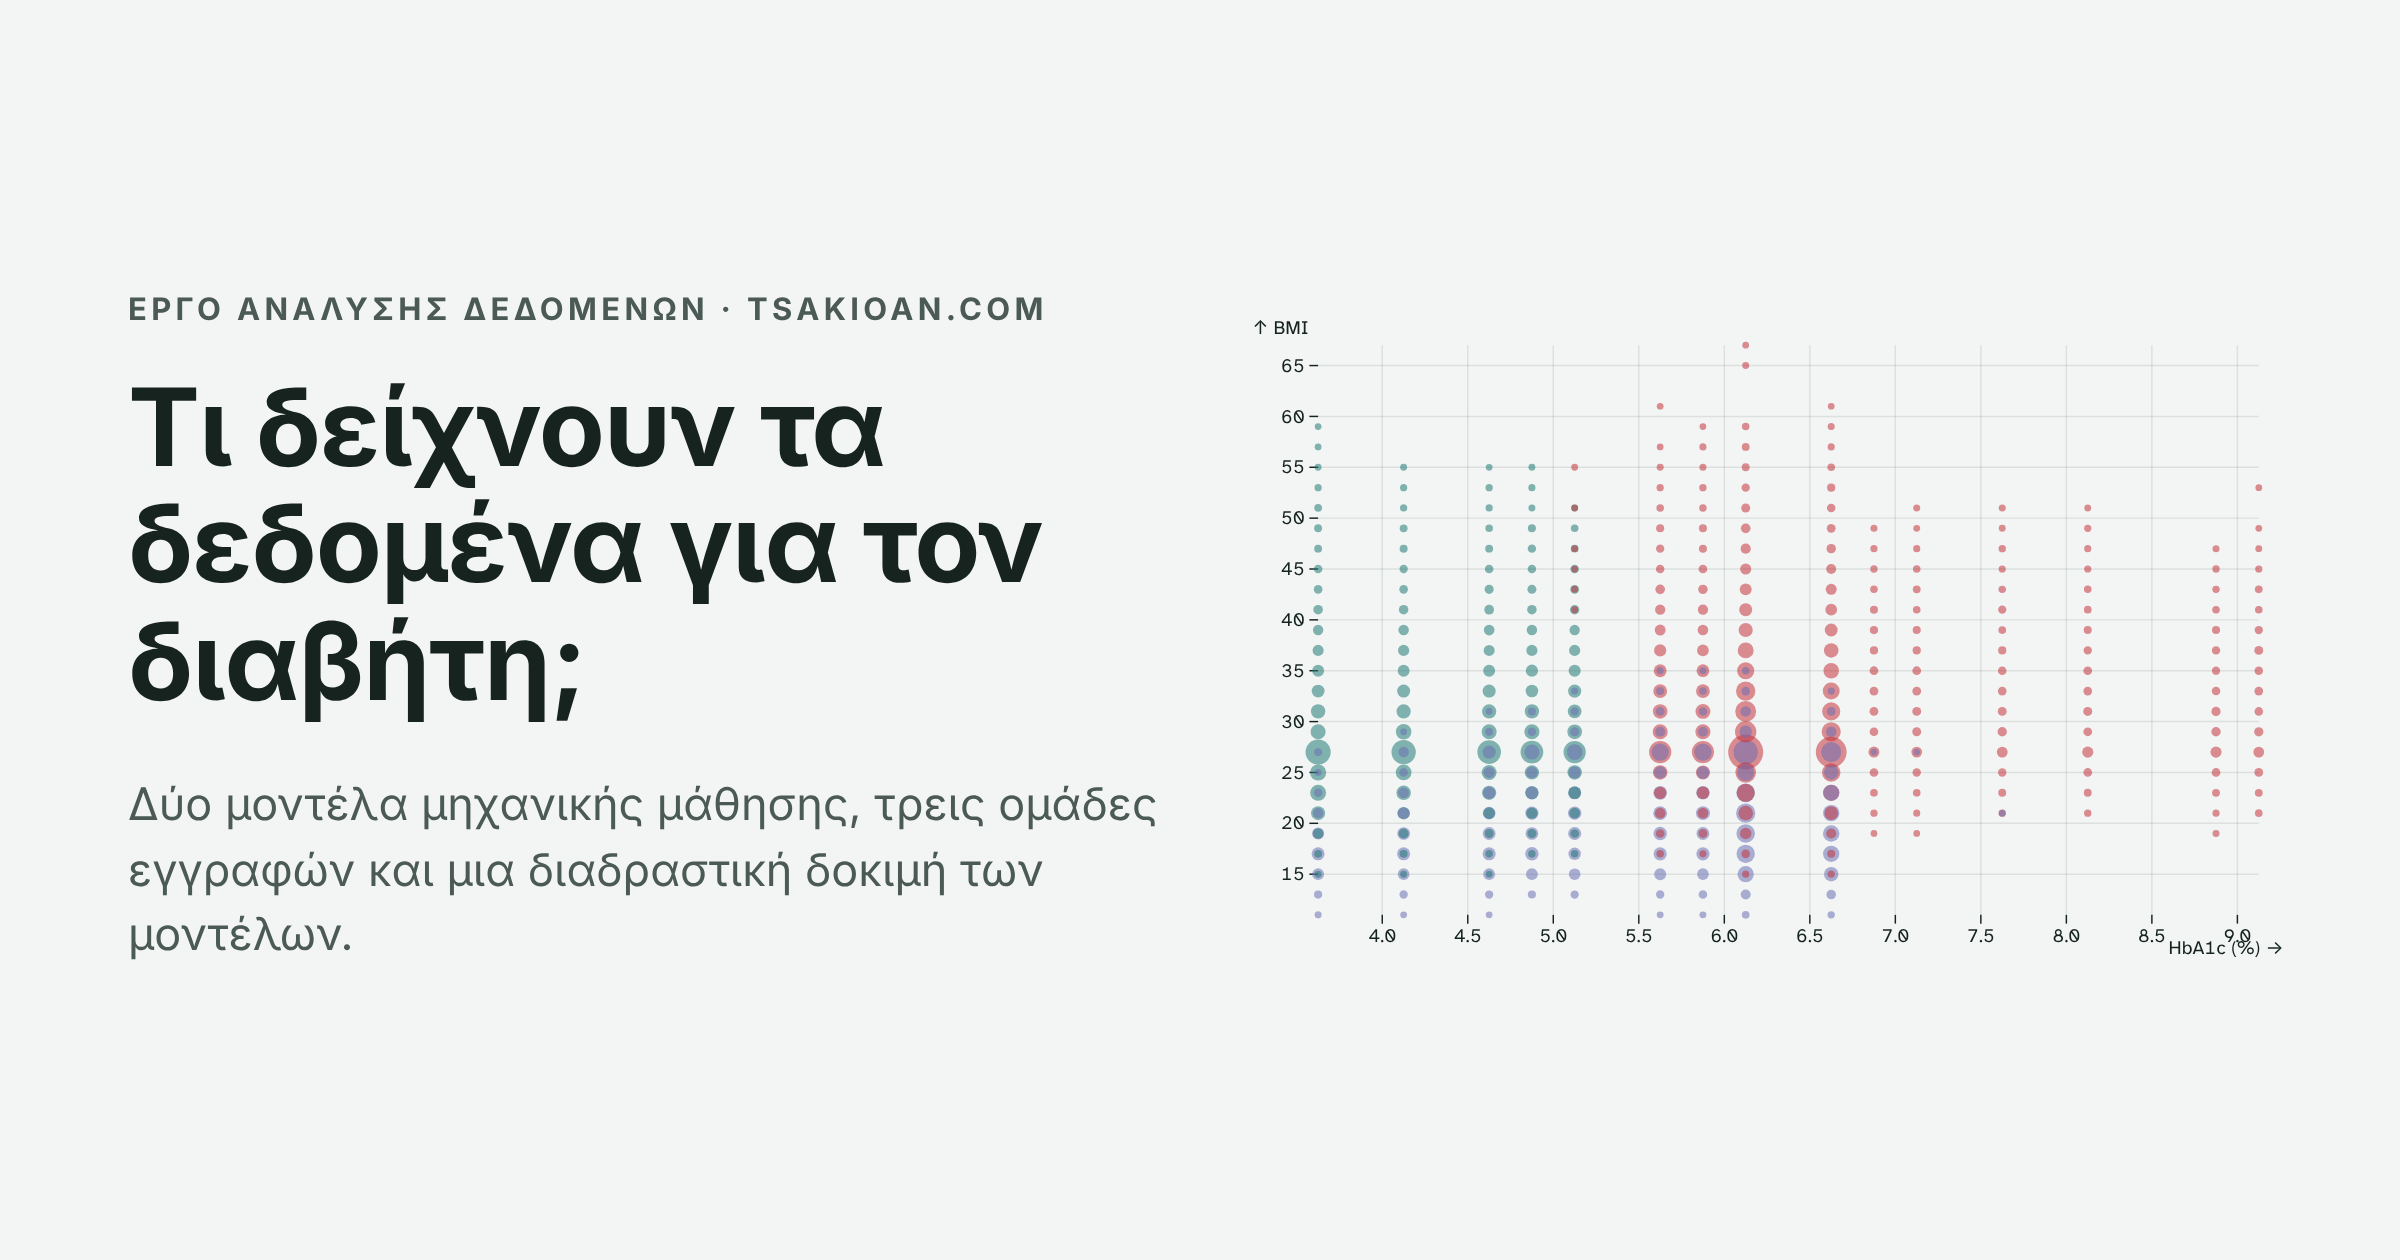 ΕΡΓΟ ΑΝΑΛΥΣΗΣ ΔΕΔΟΜΕΝΩΝ · TSAKIOAN.COM
Τι δείχνουν τα
δεδομένα για τον
διαβήτη;
Δύο μοντέλα μηχανικής μάθησης, τρεις ομάδες
εγγραφών και μια διαδραστική δοκιμή των
μοντέλων.
↑ BMI
65
60
55
50
45
40
35
30
25
20
15
4.0 4.5 5.0 5.5 6.0 6.5 7.0 7.5 8.0 8.5 9.0
HbA1c (%) →